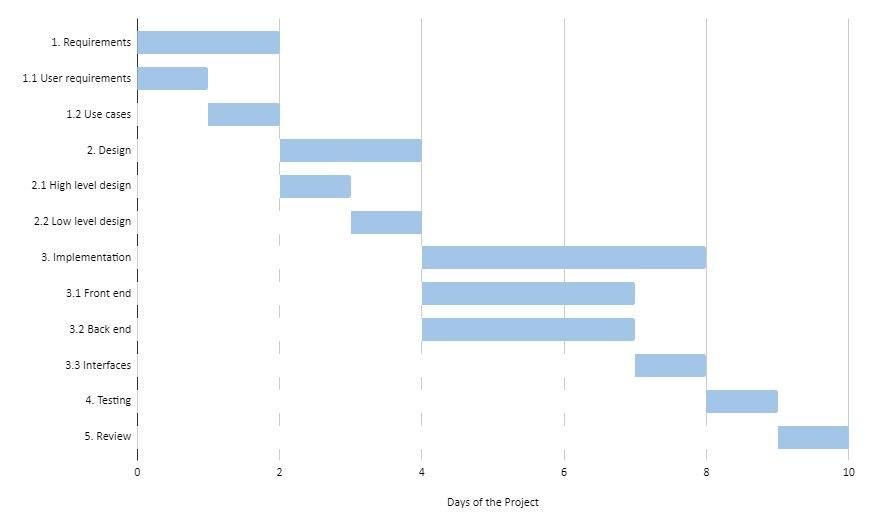 1. Requirements
1.1 User requirements
1.2 Use cases
2. Design
2.1 High level design
2.2 Low level design
3. Implementation
3.1 Front end
3.2 Back end
3.3 Interfaces
4. Testing
5. Review
0 2 4 6 8 10
Days of the Project